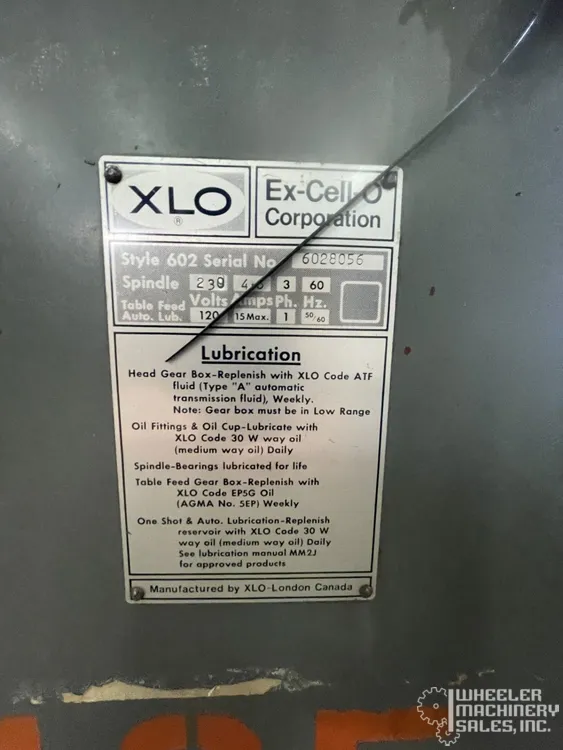 XLO
®
Ex-Cell-O
Corporation
Style 602 Serial No. 6028056
Spindle 230 3 60
Volts Amps Ph. Hz.
Table Feed
Auto. Lub. 120 15 Max. 1 50/60
Lubrication
Head Gear Box-Replenish with XLO Code ATF
fluid (Type "A" automatic
transmission fluid), Weekly.
Note: Gear box must be in Low Range
Oil Fittings & Oil Cup-Lubricate with
XLO Code 30 W way oil
(medium way oil) Daily
Spindle-Bearings lubricated for life
Table Feed Gear Box-Replenish with
XLO Code EP5G Oil
(AGMA No. 5EP) Weekly
One Shot & Auto. Lubrication-Replenish
reservoir with XLO Code 30 W
way oil (medium way oil) Daily
See lubrication manual MM2J
for approved products
Manufactured by XLO-London Canada
WHEELER
MACHINERY
SALES, INC.